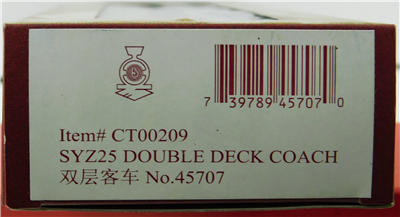 7 39789 45707 0
Item# CT00209
SYZ25 DOUBLE DECK COACH
双层客车 No.45707